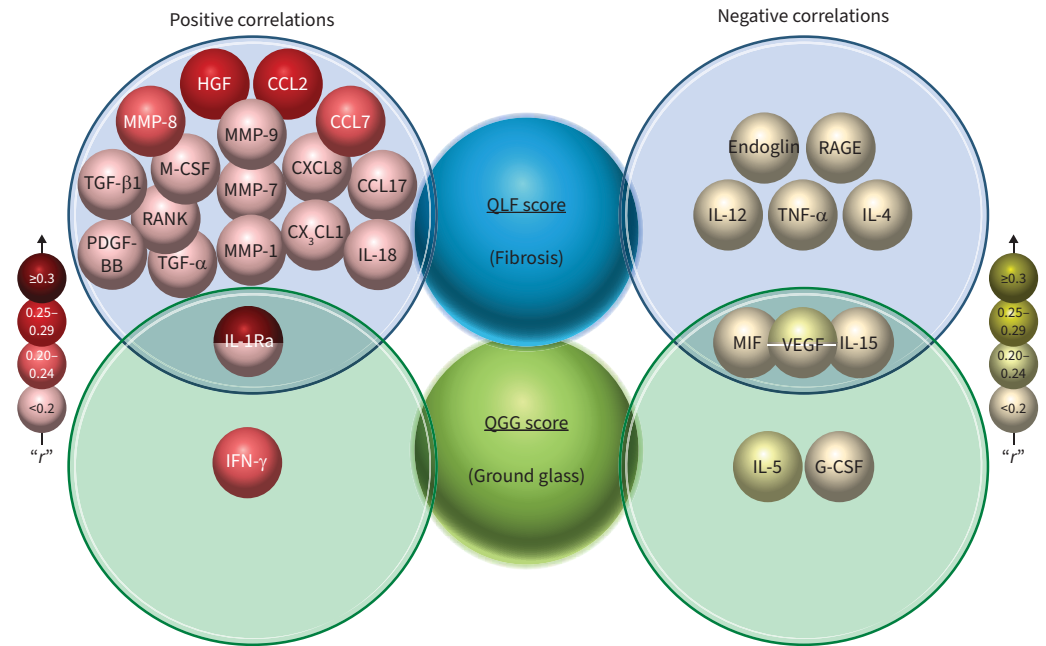 Positive correlations
Negative correlations
HGF
CCL2
MMP-8
MMP-9
CCL7
M-CSF
CXCL8
TGF-β1
MMP-7
CCL17
RANK
CX3CL1
PDGF-
BB
TGF-α
MMP-1
IL-18
IL-1Ra
IFN-γ
QLF score
(Fibrosis)
QGG score
(Ground glass)
Endoglin
RAGE
IL-12
TNF-α
IL-4
MIF
VEGF
IL-15
IL-5
G-CSF
≥0.3
0.25–
0.29
0.20–
0.24
<0.2
“r”
≥0.3
0.25–
0.29
0.20–
0.24
<0.2
“r”